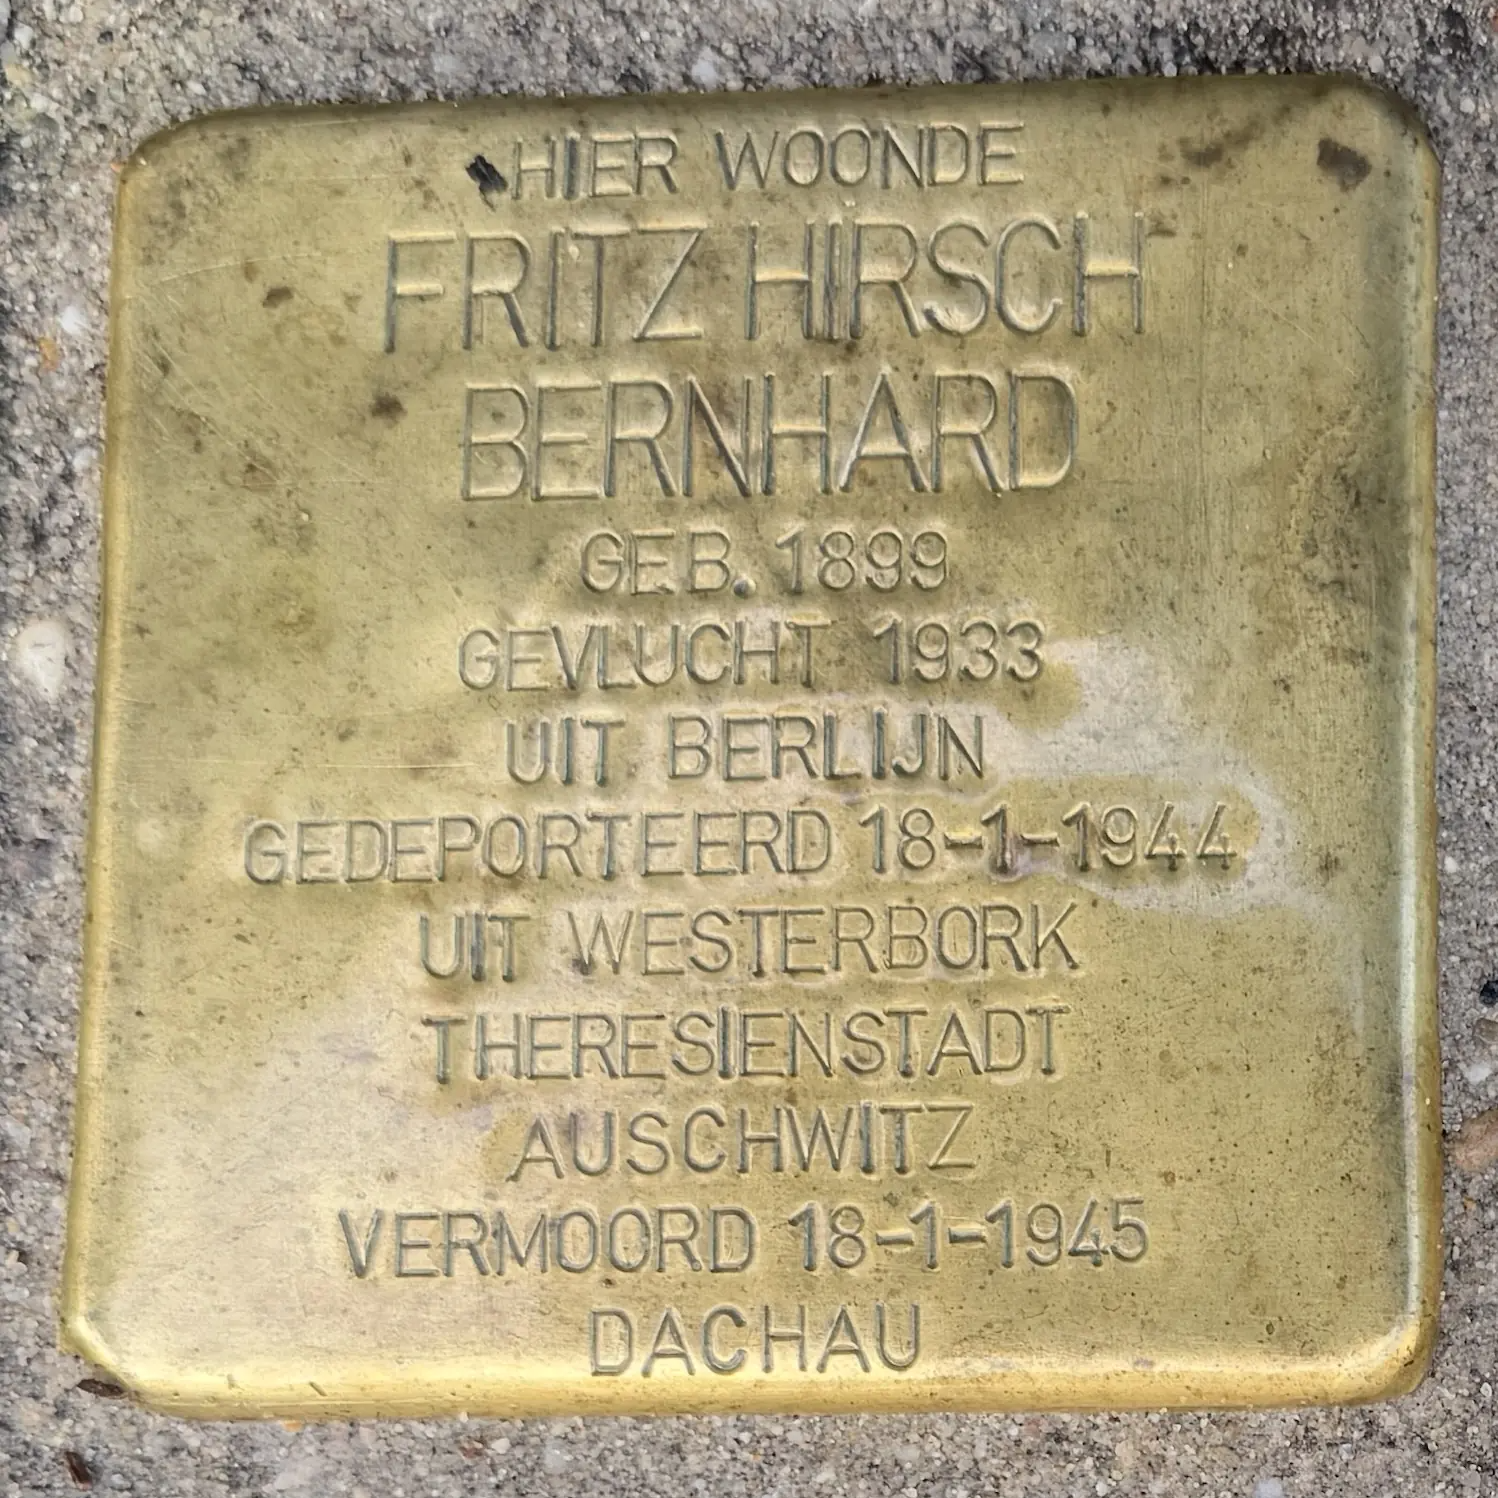 HIER WOONDE
FRITZ HIRSCH
BERNHARD
GEB. 1899
GEVLUCHT 1933
UIT BERLIJN
GEDEPORTEERD 18-1-1944
UIT WESTERBORK
THERESIENSTADT
AUSCHWITZ
VERMOORD 18-1-1945
DACHAU